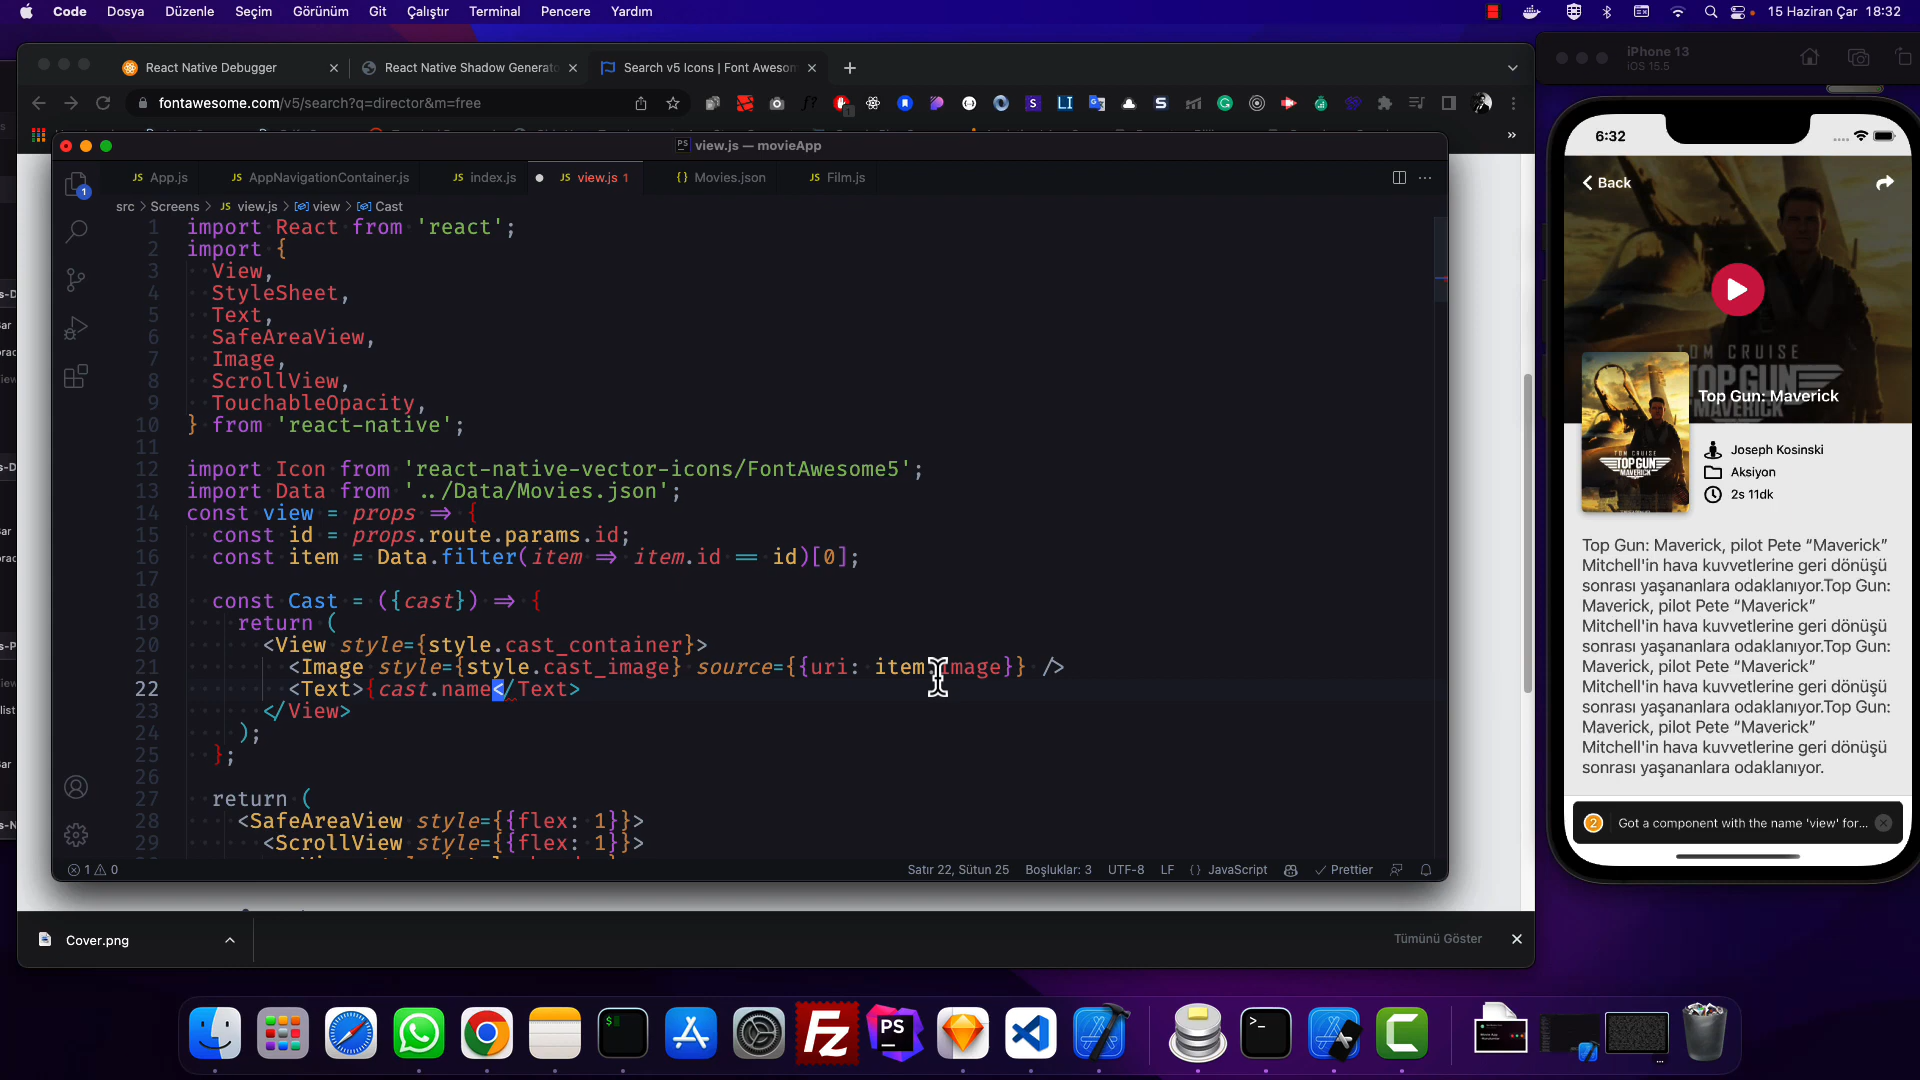 Code Dosya Düzenle Seçim Görünüm Git Çalıştır Terminal Pencere Yardım 15 Haziran Çar 18:32
React Native Debugger React Native Shadow Generato Search v5 Icons | Font Aweson
fontawesome.com/v5/search?q=director&m=free
view.js — movieApp
App.js AppNavigationContainer.js index.js view.js 1 Movies.json Film.js
src > Screens > JS view.js > view > Cast
1 import React from 'react';
2 import {
3 View,
4 StyleSheet,
5 Text,
6 SafeAreaView,
7 Image,
8 ScrollView,
9 TouchableOpacity,
10 } from 'react-native';
11
12 import Icon from 'react-native-vector-icons/FontAwesome5';
13 import Data from '../Data/Movies.json';
14 const view = props => {
15 const id = props.route.params.id;
16 const item = Data.filter(item => item.id == id)[0];
17
18 const Cast = ({cast}) => {
19 return (
20 <View style={style.cast_container}>
21 <Image style={style.cast_image} source={{uri: item.image}} />
22 <Text>{cast.name</Text>
23 </View>
24 );
25 };
26
27 return (
28 <SafeAreaView style={{flex: 1}}>
29 <ScrollView style={{flex: 1}}>
1 0 Satır 22, Sütun 25 Boşluklar: 3 UTF-8 LF JavaScript Prettier
Cover.png Tümünü Göster
iPhone 13
iOS 15.5
6:32
Back
TOM CRUISE
TOP GUN
MAVERICK
Top Gun: Maverick
TOM CRUISE
TOPGUN
Joseph Kosinski
Aksiyon
2s 11dk
Top Gun: Maverick, pilot Pete “Maverick”
Mitchell'in hava kuvvetlerine geri dönüşü
sonrası yaşananlara odaklanıyor.Top Gun:
Maverick, pilot Pete “Maverick”
Mitchell'in hava kuvvetlerine geri dönüşü
sonrası yaşananlara odaklanıyor.Top Gun:
Maverick, pilot Pete “Maverick”
Mitchell'in hava kuvvetlerine geri dönüşü
sonrası yaşananlara odaklanıyor.Top Gun:
Maverick, pilot Pete “Maverick”
Mitchell'in hava kuvvetlerine geri dönüşü
sonrası yaşananlara odaklanıyor.
2 Got a component with the name 'view' for...